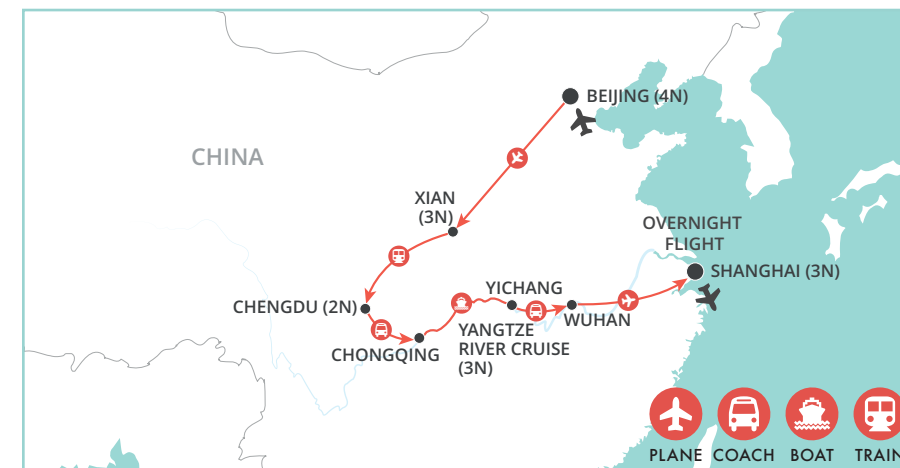 BEIJING (4N)
CHINA
XIAN
(3N)
OVERNIGHT
FLIGHT
SHANGHAI (3N)
YICHANG
CHENGDU (2N)
WUHAN
YANGTZE
RIVER CRUISE
(3N)
CHONGQING
PLANE
COACH
BOAT
TRAIN